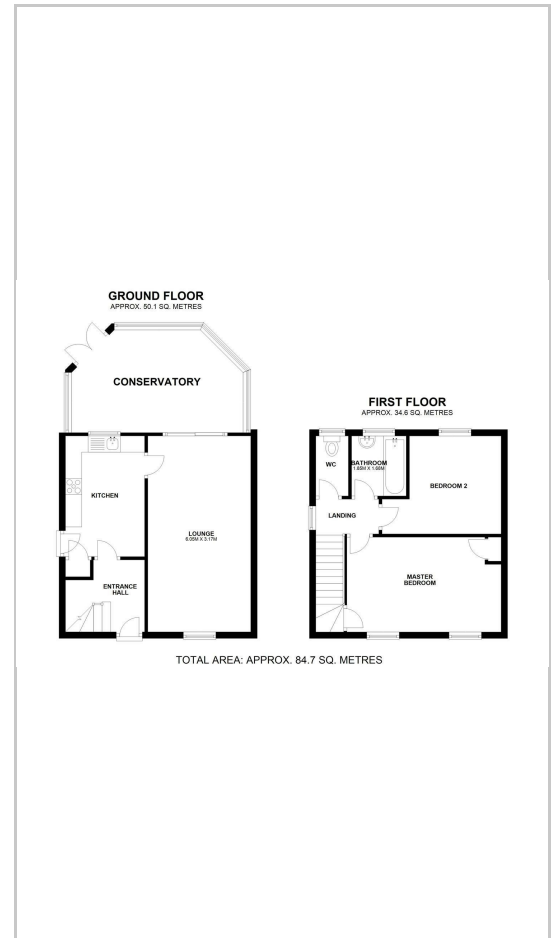 GROUND FLOOR
APPROX. 50.1 SQ. METRES
CONSERVATORY
KITCHEN
LOUNGE
6.05M X 3.17M
ENTRANCE
HALL
FIRST FLOOR
APPROX. 34.6 SQ. METRES
WC
BATHROOM
1.85M X 1.68M
BEDROOM 2
LANDING
MASTER
BEDROOM
TOTAL AREA: APPROX. 84.7 SQ. METRES